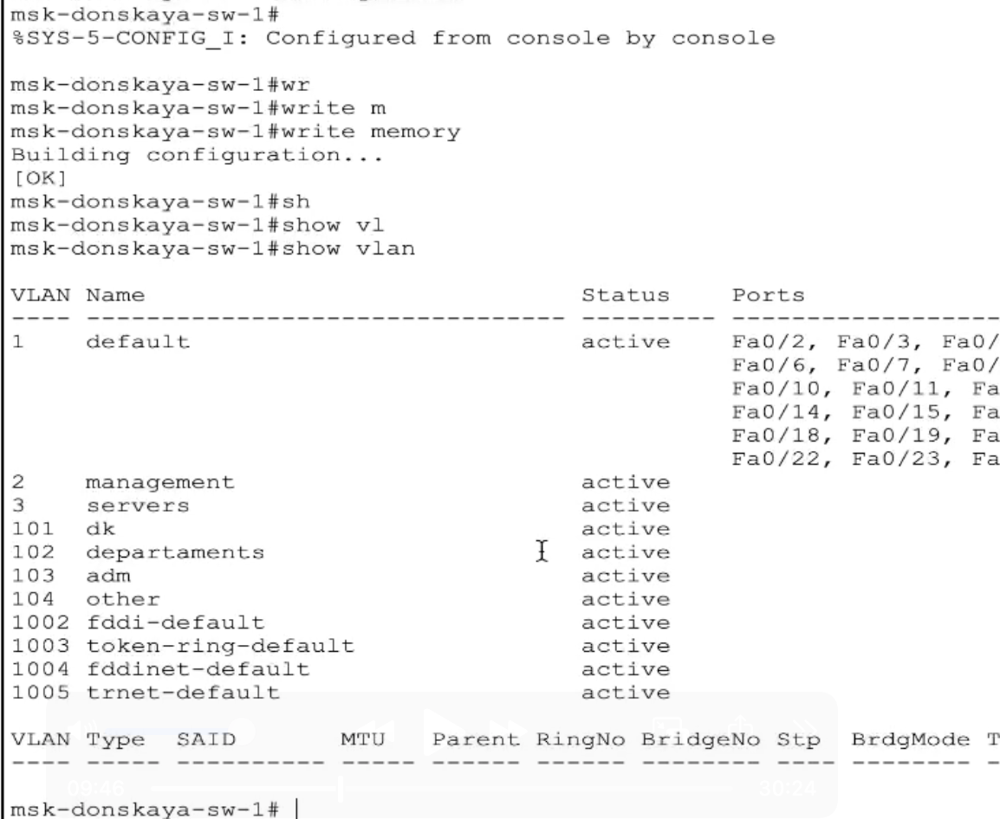 msk-donskaya-sw-1#
%SYS-5-CONFIG_I: Configured from console by console
msk-donskaya-sw-1#wr
msk-donskaya-sw-1#write m
msk-donskaya-sw-1#write memory
Building configuration...
[OK]
msk-donskaya-sw-1#sh
msk-donskaya-sw-1#show vl
msk-donskaya-sw-1#show vlan
VLAN Name Status Ports
---- -------------------------------- --------- ------------------
1 default active Fa0/2, Fa0/3, Fa0/
Fa0/6, Fa0/7, Fa0/
Fa0/10, Fa0/11, Fa
Fa0/14, Fa0/15, Fa
Fa0/18, Fa0/19, Fa
Fa0/22, Fa0/23, Fa
2 management active
3 servers active
101 dk active
102 departaments active
103 adm active
104 other active
1002 fddi-default active
1003 token-ring-default active
1004 fddinet-default active
1005 trnet-default active
VLAN Type SAID MTU Parent RingNo BridgeNo Stp BrdgMode T
---- ----- ---------- ----- ------ ------ -------- ---- -------- -
09:46 30:24
msk-donskaya-sw-1#